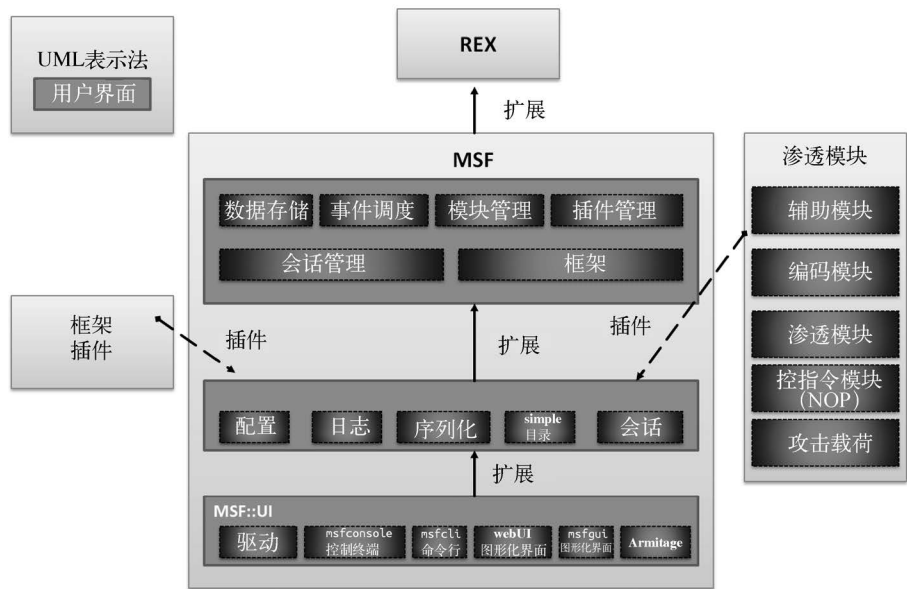 UML表示法
用户界面
REX
扩展
MSF
数据存储
事件调度
模块管理
插件管理
会话管理
框架
渗透模块
辅助模块
编码模块
渗透模块
控指令模块
(NOP)
攻击载荷
框架
插件
插件
扩展
插件
配置
日志
序列化
simple
目录
会话
扩展
MSF::UI
驱动
msfconsole
控制终端
msfcli
命令行
webUI
图形化界面
msfgui
图形化界面
Armitage